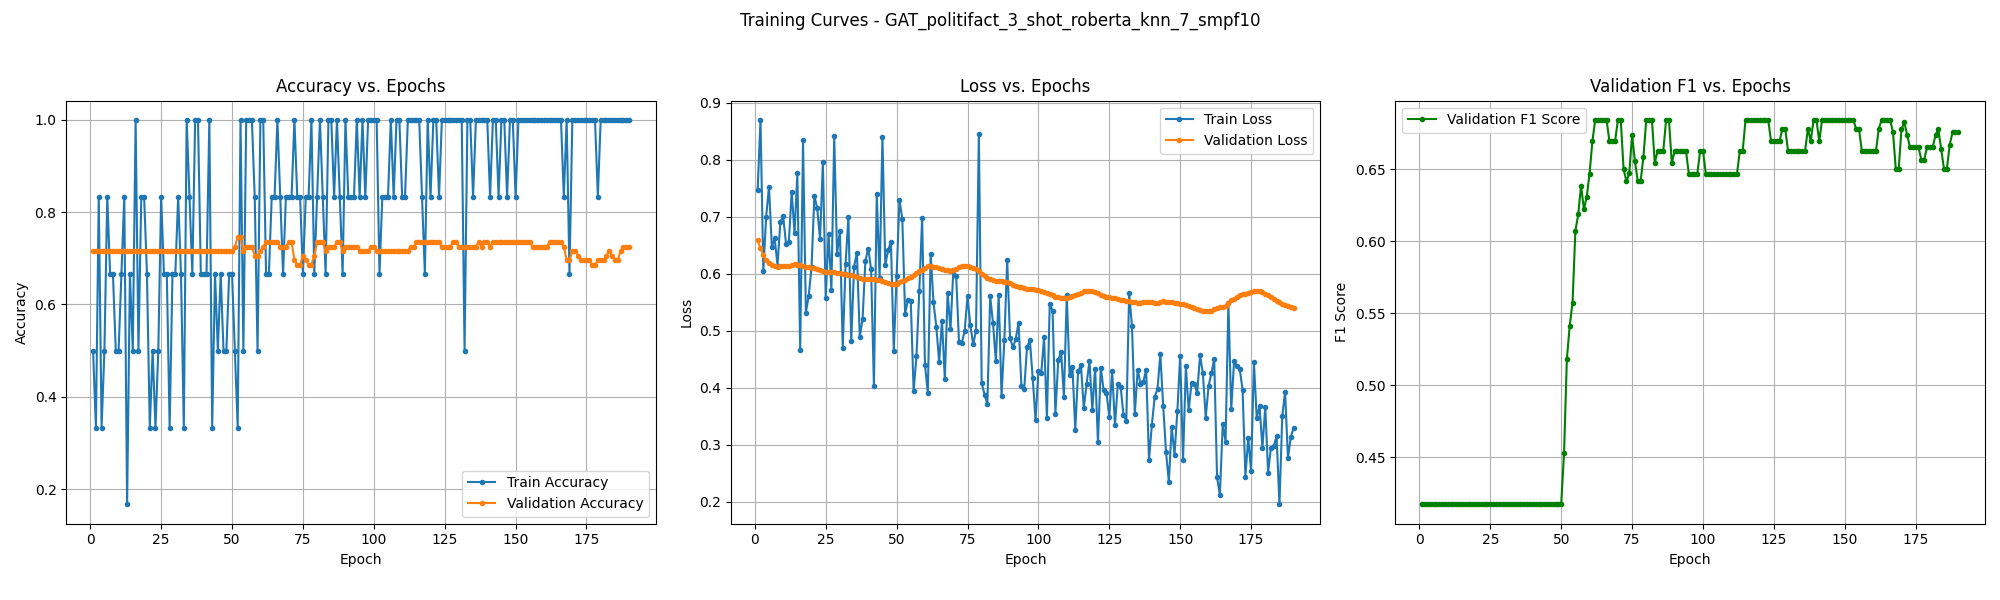 Training Curves - GAT_politifact_3_shot_roberta_knn_7_smpf10
Accuracy vs. Epochs
Accuracy
1.0
0.8
0.6
0.4
0.2
0 25 50 75 100 125 150 175
Epoch
Train Accuracy
Validation Accuracy
Loss vs. Epochs
Loss
0.9
0.8
0.7
0.6
0.5
0.4
0.3
0.2
0 25 50 75 100 125 150 175
Epoch
Train Loss
Validation Loss
Validation F1 vs. Epochs
F1 Score
0.65
0.60
0.55
0.50
0.45
0 25 50 75 100 125 150 175
Epoch
Validation F1 Score